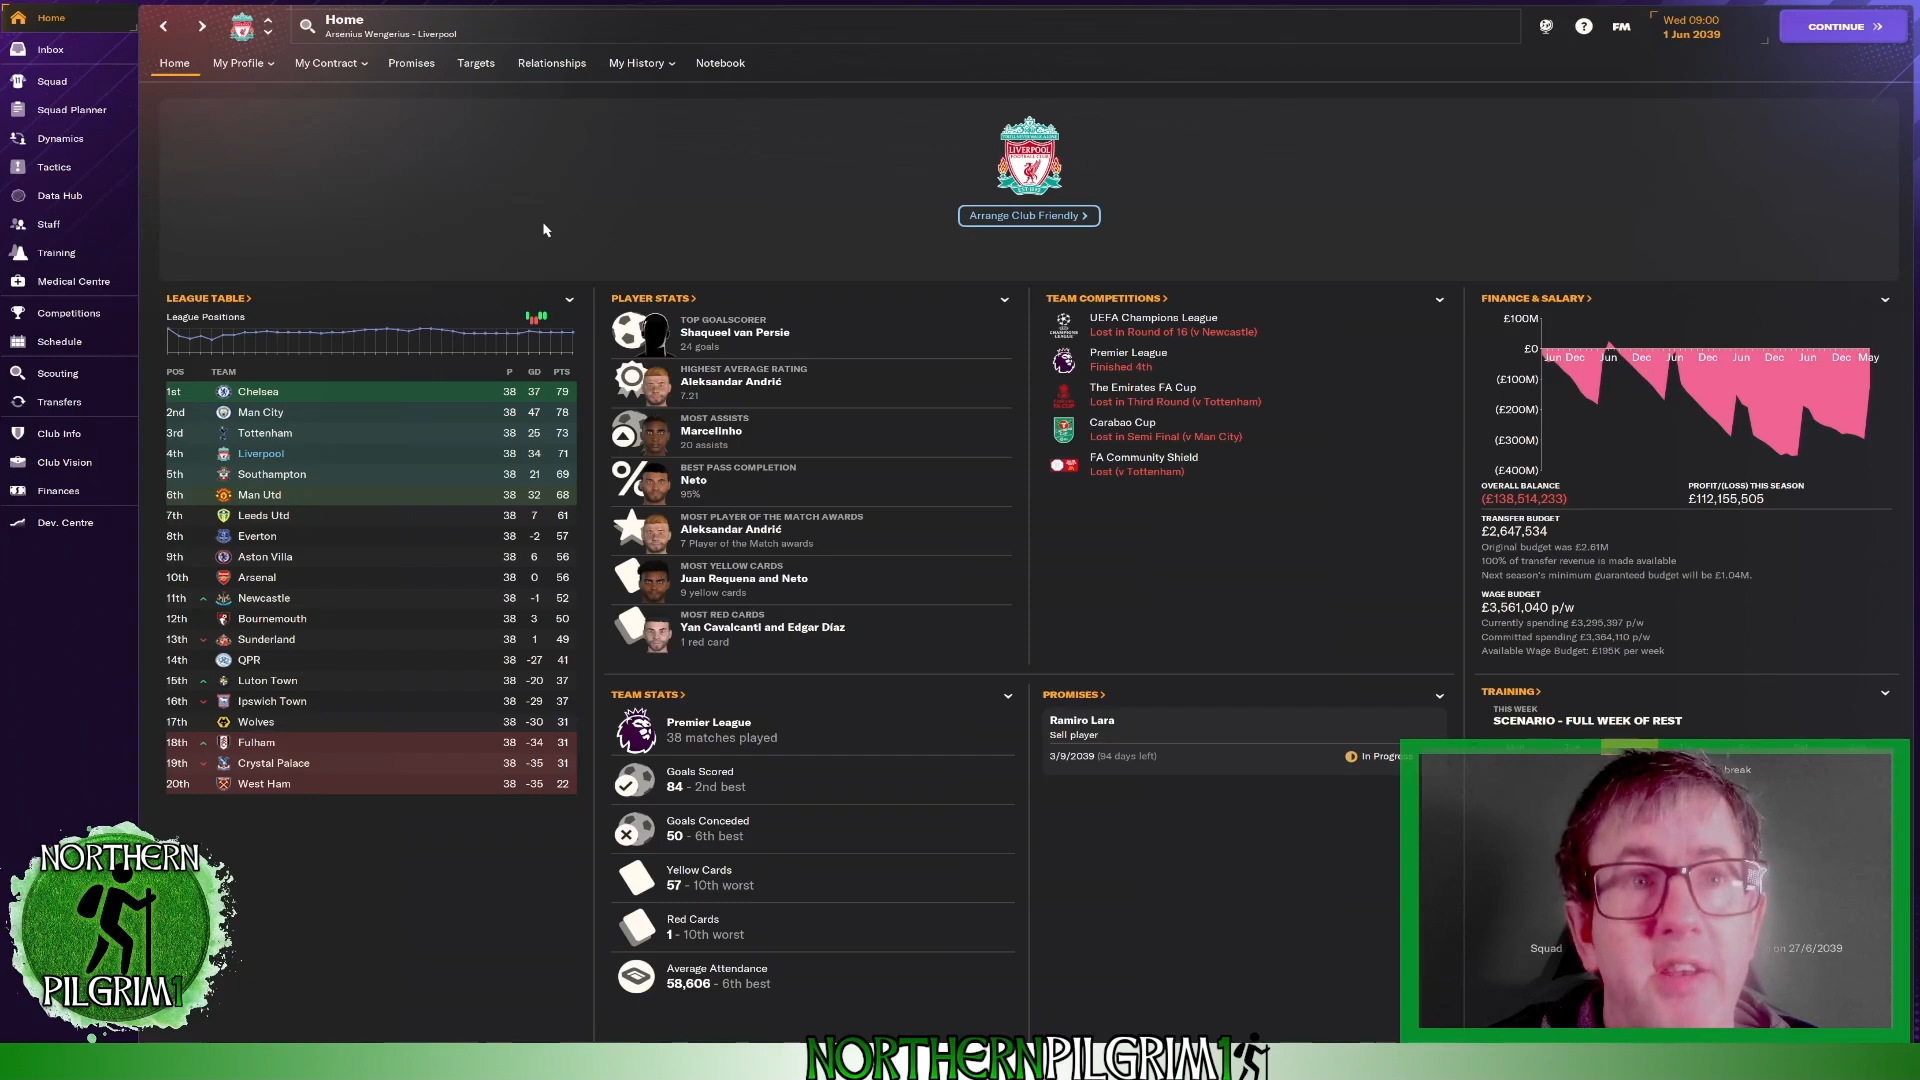 Home
Inbox
Squad
Squad Planner
Dynamics
Tactics
Data Hub
Staff
Training
Medical Centre
Competitions
Schedule
Scouting
Transfers
Club Info
Club Vision
Finances
Dev. Centre
Home
Arsenius Wengerius - Liverpool
FM
Wed 09:00
1 Jun 2039
CONTINUE
Home My Profile My Contract Promises Targets Relationships My History Notebook
LIVERPOOL
FOOTBALL CLUB
Arrange Club Friendly >
LEAGUE TABLE >
League Positions
POS TEAM P GD PTS
1st Chelsea 38 37 79
2nd Man City 38 47 78
3rd Tottenham 38 25 73
4th Liverpool 38 34 71
5th Southampton 38 21 69
6th Man Utd 38 32 68
7th Leeds Utd 38 7 61
8th Everton 38 -2 57
9th Aston Villa 38 6 56
10th Arsenal 38 0 56
11th Newcastle 38 -1 52
12th Bournemouth 38 3 50
13th Sunderland 38 1 49
14th QPR 38 -27 41
15th Luton Town 38 -20 37
16th Ipswich Town 38 -29 37
17th Wolves 38 -30 31
18th Fulham 38 -34 31
19th Crystal Palace 38 -35 31
20th West Ham 38 -35 22
PLAYER STATS >
TOP GOALSCORER
Shaqueel van Persie
24 goals
HIGHEST AVERAGE RATING
Aleksandar Andrić
7.21
MOST ASSISTS
Marcelinho
20 assists
BEST PASS COMPLETION
Neto
95%
MOST PLAYER OF THE MATCH AWARDS
Aleksandar Andrić
7 Player of the Match awards
MOST YELLOW CARDS
Juan Requena and Neto
9 yellow cards
MOST RED CARDS
Yan Cavalcanti and Edgar Díaz
1 red card
TEAM COMPETITIONS >
UEFA Champions League
Lost in Round of 16 (v Newcastle)
Premier League
Finished 4th
The Emirates FA Cup
Lost in Third Round (v Tottenham)
Carabao Cup
Lost in Semi Final (v Man City)
FA Community Shield
Lost (v Tottenham)
FINANCE & SALARY >
£100M
£0
(£100M)
(£200M)
(£300M)
(£400M)
Jun Dec Jun Dec Jun Dec Jun Dec Jun Dec May
OVERALL BALANCE
(£138,514,233)
PROFIT/(LOSS) THIS SEASON
£112,155,505
TRANSFER BUDGET
£2,647,534
Original budget was £2.61M
100% of transfer revenue is made available
Next season's minimum guaranteed budget will be £1.04M.
WAGE BUDGET
£3,561,040 p/w
Currently spending £3,295,397 p/w
Committed spending £3,364,110 p/w
Available Wage Budget: £195K per week
TEAM STATS >
Premier League
38 matches played
Goals Scored
84 - 2nd best
Goals Conceded
50 - 6th best
Yellow Cards
57 - 10th worst
Red Cards
1 - 10th worst
Average Attendance
58,606 - 6th best
PROMISES >
Ramiro Lara
Sell player
3/9/2039 (94 days left) In Progress
TRAINING >
THIS WEEK
SCENARIO - FULL WEEK OF REST
break
Squad
on 27/6/2039
NORTHERN
PILGRIM1
NORTHERNPILGRIM1